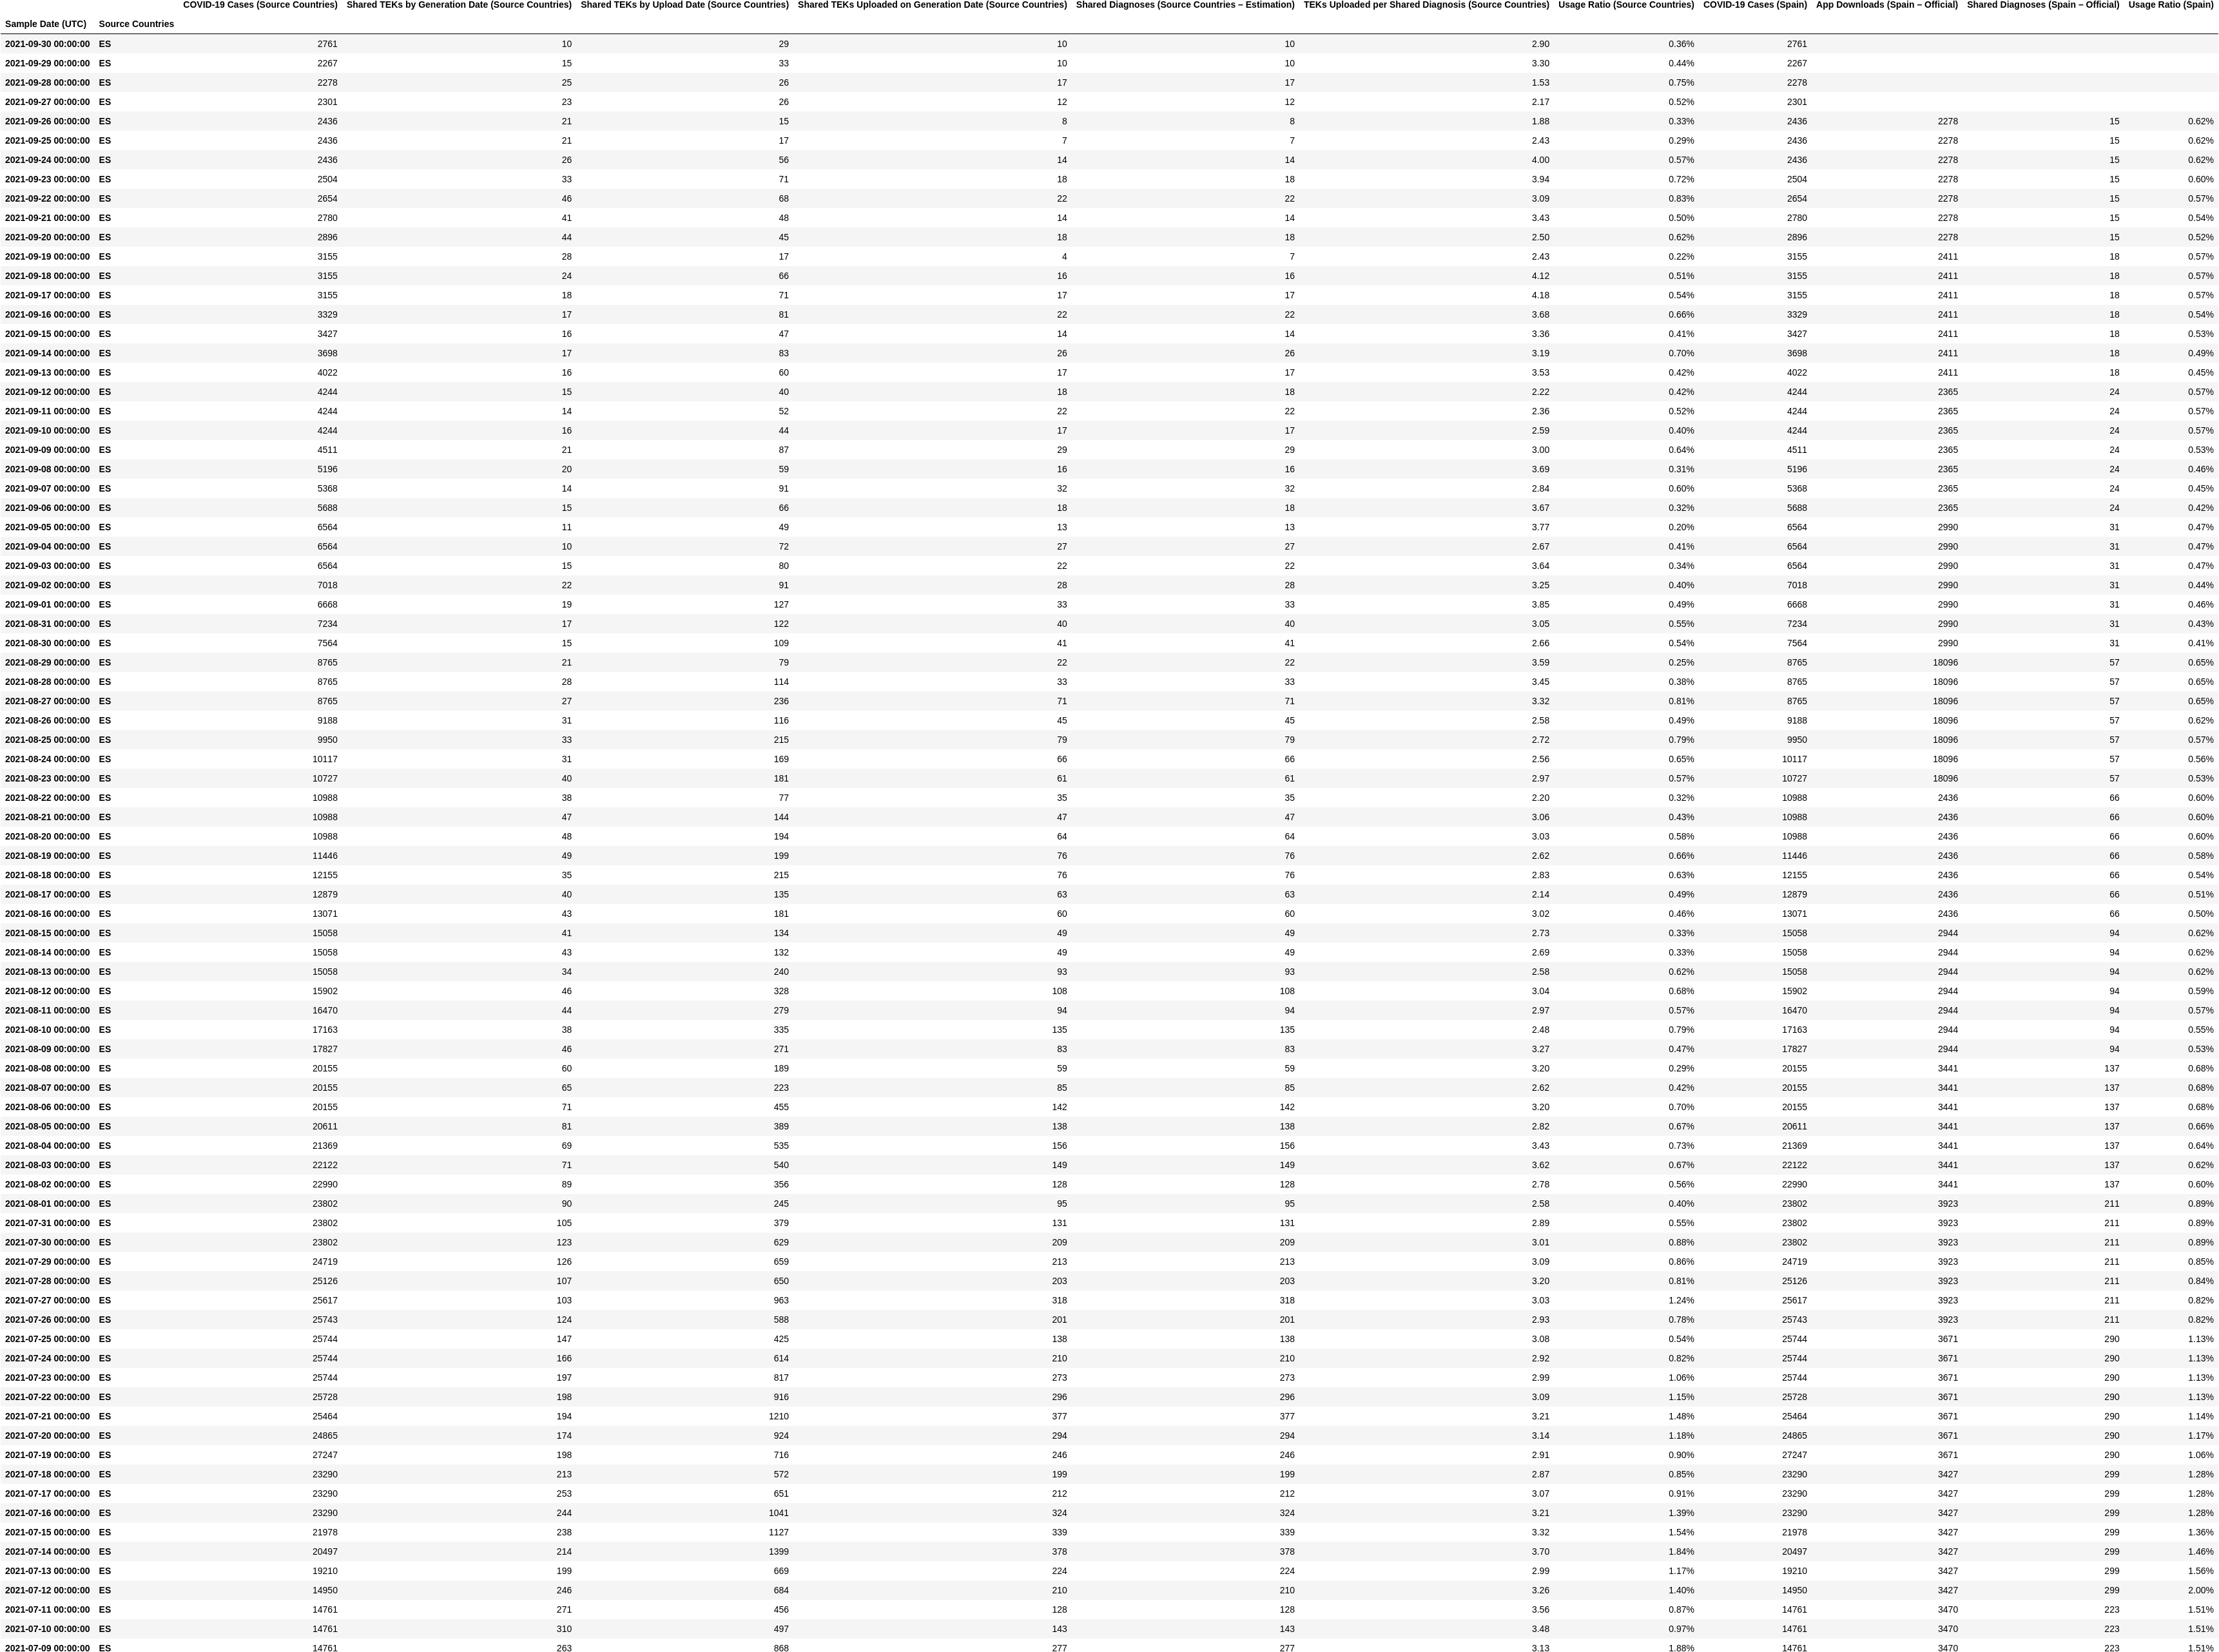 COVID-19 Cases (Source Countries) Shared TEKs by Generation Date (Source Countries) Shared TEKs by Upload Date (Source Countries) Shared TEKs Uploaded on Generation Date (Source Countries) Shared Diagnoses (Source Countries – Estimation) TEKs Uploaded per Shared Diagnosis (Source Countries) Usage Ratio (Source Countries) COVID-19 Cases (Spain) App Downloads (Spain – Official) Shared Diagnoses (Spain – Official) Usage Ratio (Spain)
Sample Date (UTC) Source Countries
2021-09-30 00:00:00 ES 2761 10 29 10 10 2.90 0.36% 2761
2021-09-29 00:00:00 ES 2267 15 33 10 10 3.30 0.44% 2267
2021-09-28 00:00:00 ES 2278 25 26 17 17 1.53 0.75% 2278
2021-09-27 00:00:00 ES 2301 23 26 12 12 2.17 0.52% 2301
2021-09-26 00:00:00 ES 2436 21 15 8 8 1.88 0.33% 2436 2278 15 0.62%
2021-09-25 00:00:00 ES 2436 21 17 7 7 2.43 0.29% 2436 2278 15 0.62%
2021-09-24 00:00:00 ES 2436 26 56 14 14 4.00 0.57% 2436 2278 15 0.62%
2021-09-23 00:00:00 ES 2504 33 71 18 18 3.94 0.72% 2504 2278 15 0.60%
2021-09-22 00:00:00 ES 2654 46 68 22 22 3.09 0.83% 2654 2278 15 0.57%
2021-09-21 00:00:00 ES 2780 41 48 14 14 3.43 0.50% 2780 2278 15 0.54%
2021-09-20 00:00:00 ES 2896 44 45 18 18 2.50 0.62% 2896 2278 15 0.52%
2021-09-19 00:00:00 ES 3155 28 17 4 7 2.43 0.22% 3155 2411 18 0.57%
2021-09-18 00:00:00 ES 3155 24 66 16 16 4.12 0.51% 3155 2411 18 0.57%
2021-09-17 00:00:00 ES 3155 18 71 17 17 4.18 0.54% 3155 2411 18 0.57%
2021-09-16 00:00:00 ES 3329 17 81 22 22 3.68 0.66% 3329 2411 18 0.54%
2021-09-15 00:00:00 ES 3427 16 47 14 14 3.36 0.41% 3427 2411 18 0.53%
2021-09-14 00:00:00 ES 3698 17 83 26 26 3.19 0.70% 3698 2411 18 0.49%
2021-09-13 00:00:00 ES 4022 16 60 17 17 3.53 0.42% 4022 2411 18 0.45%
2021-09-12 00:00:00 ES 4244 15 40 18 18 2.22 0.42% 4244 2365 24 0.57%
2021-09-11 00:00:00 ES 4244 14 52 22 22 2.36 0.52% 4244 2365 24 0.57%
2021-09-10 00:00:00 ES 4244 16 44 17 17 2.59 0.40% 4244 2365 24 0.57%
2021-09-09 00:00:00 ES 4511 21 87 29 29 3.00 0.64% 4511 2365 24 0.53%
2021-09-08 00:00:00 ES 5196 20 59 16 16 3.69 0.31% 5196 2365 24 0.46%
2021-09-07 00:00:00 ES 5368 14 91 32 32 2.84 0.60% 5368 2365 24 0.45%
2021-09-06 00:00:00 ES 5688 15 66 18 18 3.67 0.32% 5688 2365 24 0.42%
2021-09-05 00:00:00 ES 6564 11 49 13 13 3.77 0.20% 6564 2990 31 0.47%
2021-09-04 00:00:00 ES 6564 10 72 27 27 2.67 0.41% 6564 2990 31 0.47%
2021-09-03 00:00:00 ES 6564 15 80 22 22 3.64 0.34% 6564 2990 31 0.47%
2021-09-02 00:00:00 ES 7018 22 91 28 28 3.25 0.40% 7018 2990 31 0.44%
2021-09-01 00:00:00 ES 6668 19 127 33 33 3.85 0.49% 6668 2990 31 0.46%
2021-08-31 00:00:00 ES 7234 17 122 40 40 3.05 0.55% 7234 2990 31 0.43%
2021-08-30 00:00:00 ES 7564 15 109 41 41 2.66 0.54% 7564 2990 31 0.41%
2021-08-29 00:00:00 ES 8765 21 79 22 22 3.59 0.25% 8765 18096 57 0.65%
2021-08-28 00:00:00 ES 8765 28 114 33 33 3.45 0.38% 8765 18096 57 0.65%
2021-08-27 00:00:00 ES 8765 27 236 71 71 3.32 0.81% 8765 18096 57 0.65%
2021-08-26 00:00:00 ES 9188 31 116 45 45 2.58 0.49% 9188 18096 57 0.62%
2021-08-25 00:00:00 ES 9950 33 215 79 79 2.72 0.79% 9950 18096 57 0.57%
2021-08-24 00:00:00 ES 10117 31 169 66 66 2.56 0.65% 10117 18096 57 0.56%
2021-08-23 00:00:00 ES 10727 40 181 61 61 2.97 0.57% 10727 18096 57 0.53%
2021-08-22 00:00:00 ES 10988 38 77 35 35 2.20 0.32% 10988 2436 66 0.60%
2021-08-21 00:00:00 ES 10988 47 144 47 47 3.06 0.43% 10988 2436 66 0.60%
2021-08-20 00:00:00 ES 10988 48 194 64 64 3.03 0.58% 10988 2436 66 0.60%
2021-08-19 00:00:00 ES 11446 49 199 76 76 2.62 0.66% 11446 2436 66 0.58%
2021-08-18 00:00:00 ES 12155 35 215 76 76 2.83 0.63% 12155 2436 66 0.54%
2021-08-17 00:00:00 ES 12879 40 135 63 63 2.14 0.49% 12879 2436 66 0.51%
2021-08-16 00:00:00 ES 13071 43 181 60 60 3.02 0.46% 13071 2436 66 0.50%
2021-08-15 00:00:00 ES 15058 41 134 49 49 2.73 0.33% 15058 2944 94 0.62%
2021-08-14 00:00:00 ES 15058 43 132 49 49 2.69 0.33% 15058 2944 94 0.62%
2021-08-13 00:00:00 ES 15058 34 240 93 93 2.58 0.62% 15058 2944 94 0.62%
2021-08-12 00:00:00 ES 15902 46 328 108 108 3.04 0.68% 15902 2944 94 0.59%
2021-08-11 00:00:00 ES 16470 44 279 94 94 2.97 0.57% 16470 2944 94 0.57%
2021-08-10 00:00:00 ES 17163 38 335 135 135 2.48 0.79% 17163 2944 94 0.55%
2021-08-09 00:00:00 ES 17827 46 271 83 83 3.27 0.47% 17827 2944 94 0.53%
2021-08-08 00:00:00 ES 20155 60 189 59 59 3.20 0.29% 20155 3441 137 0.68%
2021-08-07 00:00:00 ES 20155 65 223 85 85 2.62 0.42% 20155 3441 137 0.68%
2021-08-06 00:00:00 ES 20155 71 455 142 142 3.20 0.70% 20155 3441 137 0.68%
2021-08-05 00:00:00 ES 20611 81 389 138 138 2.82 0.67% 20611 3441 137 0.66%
2021-08-04 00:00:00 ES 21369 69 535 156 156 3.43 0.73% 21369 3441 137 0.64%
2021-08-03 00:00:00 ES 22122 71 540 149 149 3.62 0.67% 22122 3441 137 0.62%
2021-08-02 00:00:00 ES 22990 89 356 128 128 2.78 0.56% 22990 3441 137 0.60%
2021-08-01 00:00:00 ES 23802 90 245 95 95 2.58 0.40% 23802 3923 211 0.89%
2021-07-31 00:00:00 ES 23802 105 379 131 131 2.89 0.55% 23802 3923 211 0.89%
2021-07-30 00:00:00 ES 23802 123 629 209 209 3.01 0.88% 23802 3923 211 0.89%
2021-07-29 00:00:00 ES 24719 126 659 213 213 3.09 0.86% 24719 3923 211 0.85%
2021-07-28 00:00:00 ES 25126 107 650 203 203 3.20 0.81% 25126 3923 211 0.84%
2021-07-27 00:00:00 ES 25617 103 963 318 318 3.03 1.24% 25617 3923 211 0.82%
2021-07-26 00:00:00 ES 25743 124 588 201 201 2.93 0.78% 25743 3923 211 0.82%
2021-07-25 00:00:00 ES 25744 147 425 138 138 3.08 0.54% 25744 3671 290 1.13%
2021-07-24 00:00:00 ES 25744 166 614 210 210 2.92 0.82% 25744 3671 290 1.13%
2021-07-23 00:00:00 ES 25744 197 817 273 273 2.99 1.06% 25744 3671 290 1.13%
2021-07-22 00:00:00 ES 25728 198 916 296 296 3.09 1.15% 25728 3671 290 1.13%
2021-07-21 00:00:00 ES 25464 194 1210 377 377 3.21 1.48% 25464 3671 290 1.14%
2021-07-20 00:00:00 ES 24865 174 924 294 294 3.14 1.18% 24865 3671 290 1.17%
2021-07-19 00:00:00 ES 27247 198 716 246 246 2.91 0.90% 27247 3671 290 1.06%
2021-07-18 00:00:00 ES 23290 213 572 199 199 2.87 0.85% 23290 3427 299 1.28%
2021-07-17 00:00:00 ES 23290 253 651 212 212 3.07 0.91% 23290 3427 299 1.28%
2021-07-16 00:00:00 ES 23290 244 1041 324 324 3.21 1.39% 23290 3427 299 1.28%
2021-07-15 00:00:00 ES 21978 238 1127 339 339 3.32 1.54% 21978 3427 299 1.36%
2021-07-14 00:00:00 ES 20497 214 1399 378 378 3.70 1.84% 20497 3427 299 1.46%
2021-07-13 00:00:00 ES 19210 199 669 224 224 2.99 1.17% 19210 3427 299 1.56%
2021-07-12 00:00:00 ES 14950 246 684 210 210 3.26 1.40% 14950 3427 299 2.00%
2021-07-11 00:00:00 ES 14761 271 456 128 128 3.56 0.87% 14761 3470 223 1.51%
2021-07-10 00:00:00 ES 14761 310 497 143 143 3.48 0.97% 14761 3470 223 1.51%
2021-07-09 00:00:00 ES 14761 263 868 277 277 3.13 1.88% 14761 3470 223 1.51%